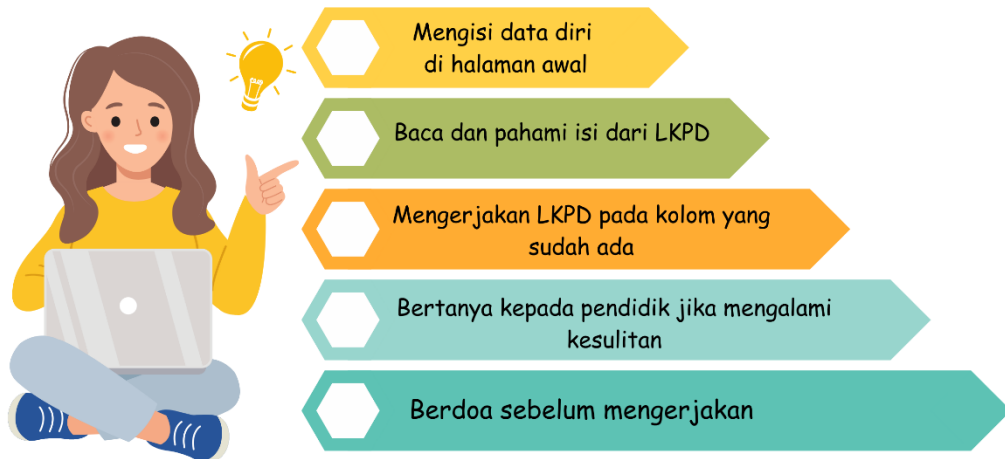 Mengisi data diri
di halaman awal
Baca dan pahami isi dari LKPD
Mengerjakan LKPD pada kolom yang
sudah ada
Bertanya kepada pendidik jika mengalami
kesulitan
Berdoa sebelum mengerjakan